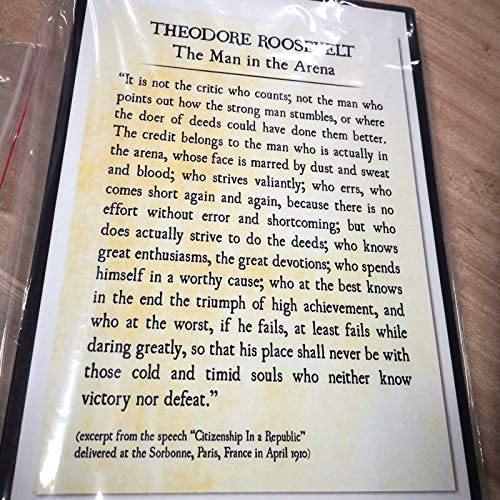 THEODORE ROOSEVELT
The Man in the Arena
“It is not the critic who counts; not the man who
points out how the strong man stumbles, or where
the doer of deeds could have done them better.
The credit belongs to the man who is actually in
the arena, whose face is marred by dust and sweat
and blood; who strives valiantly; who errs, who
comes short again and again, because there is no
effort without error and shortcoming; but who
does actually strive to do the deeds; who knows
great enthusiasms, the great devotions; who spends
himself in a worthy cause; who at the best knows
in the end the triumph of high achievement, and
who at the worst, if he fails, at least fails while
daring greatly, so that his place shall never be with
those cold and timid souls who neither know
victory nor defeat.”
(excerpt from the speech “Citizenship In a Republic”
delivered at the Sorbonne, Paris, France in April 1910)